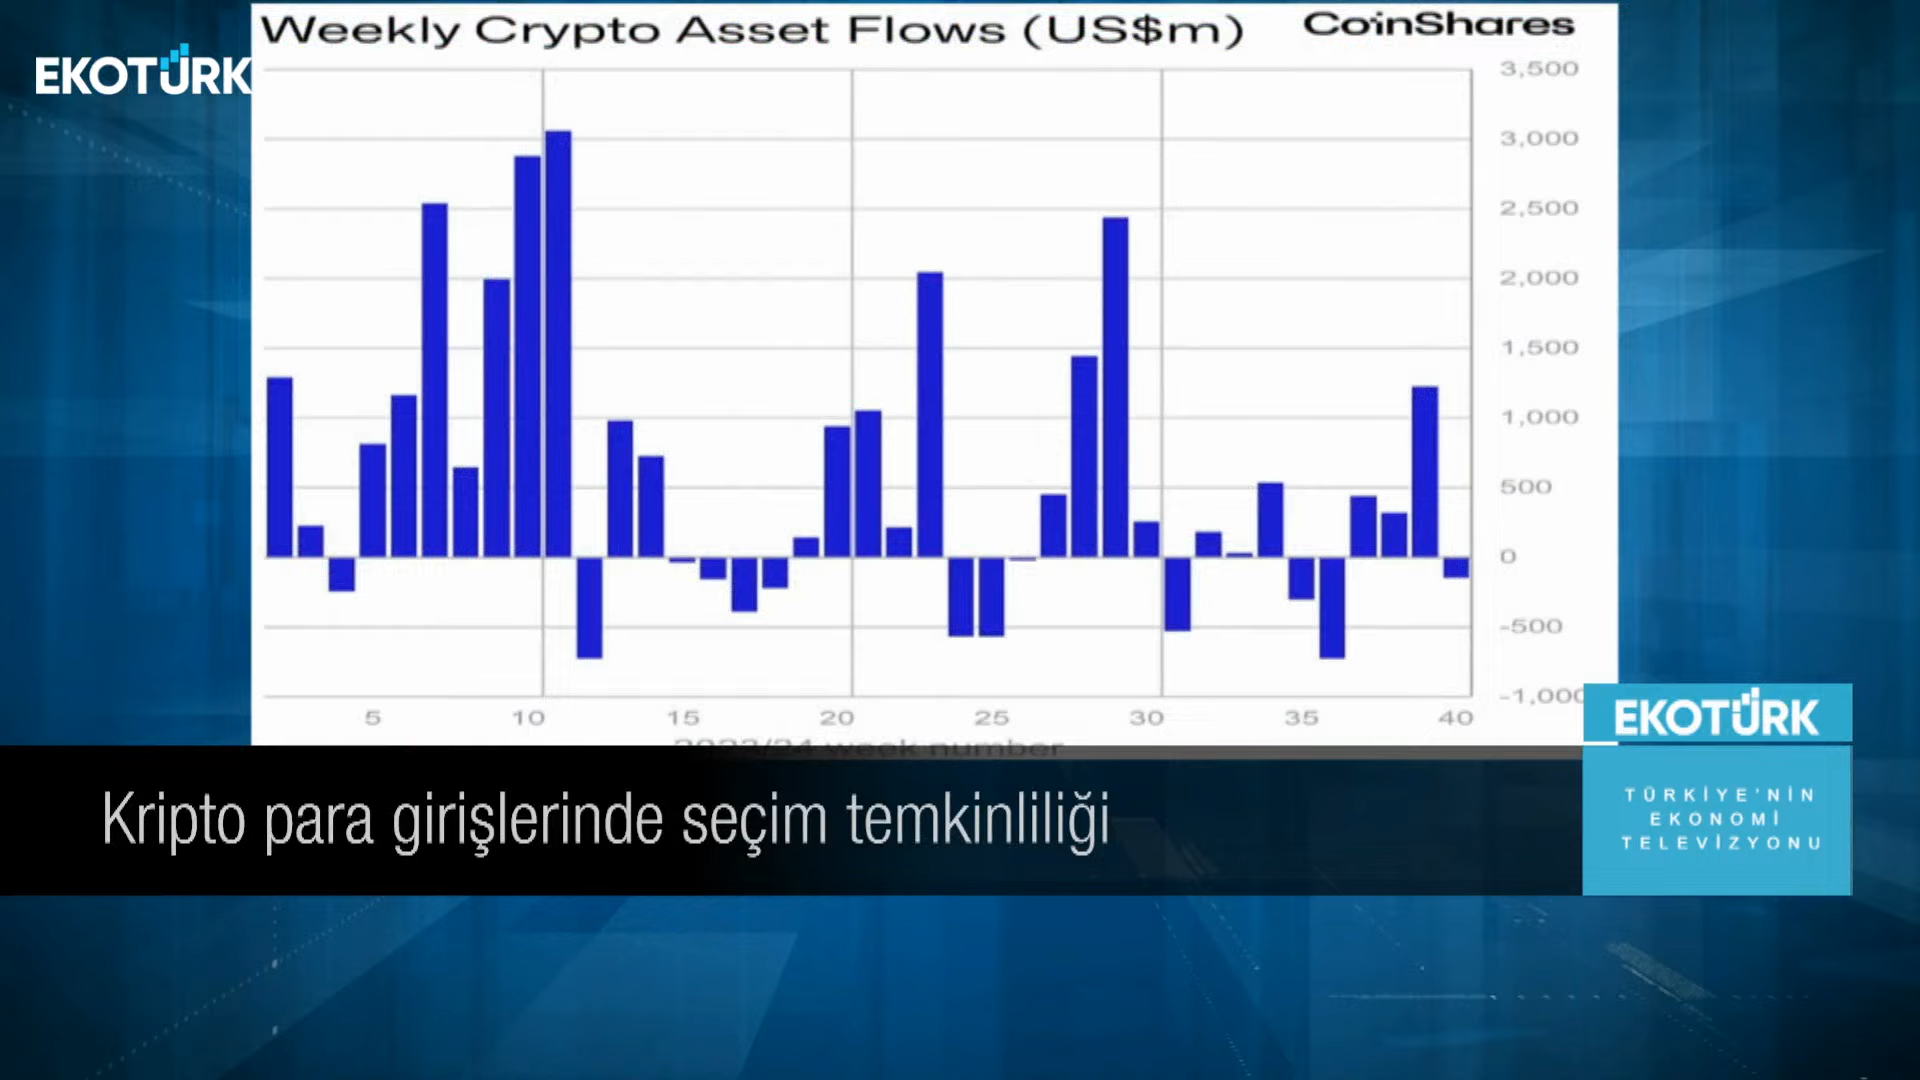 Weekly Crypto Asset Flows (US$m)
CoinShares
EKOTÜRK
3,500
3,000
2,500
2,000
1,500
1,000
500
0
-500
-1,000
5 10 15 20 25 30 35 40
week number
EKOTÜRK
Kripto para girişlerinde seçim temkinliliği
TÜRKİYE'NİN
EKONOMİ
TELEVİZYONU